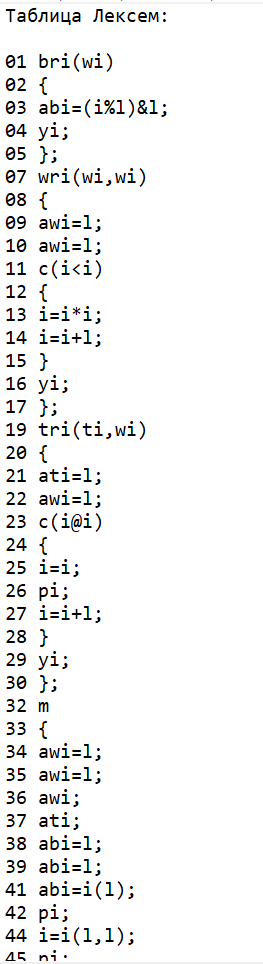 Таблица Лексем:
01 bri(wi)
02 {
03 abi=(i%l)&l;
04 yi;
05 };
07 wri(wi,wi)
08 {
09 awi=l;
10 awi=l;
11 c(i<i)
12 {
13 i=i*i;
14 i=i+l;
15 }
16 yi;
17 };
19 tri(ti,wi)
20 {
21 ati=l;
22 awi=l;
23 c(i@i)
24 {
25 i=i;
26 pi;
27 i=i+l;
28 }
29 yi;
30 };
32 m
33 {
34 awi=l;
35 awi=l;
36 awi;
37 ati;
38 abi=l;
39 abi=l;
41 abi=i(l);
42 pi;
44 i=i(l,l);
45 pi;